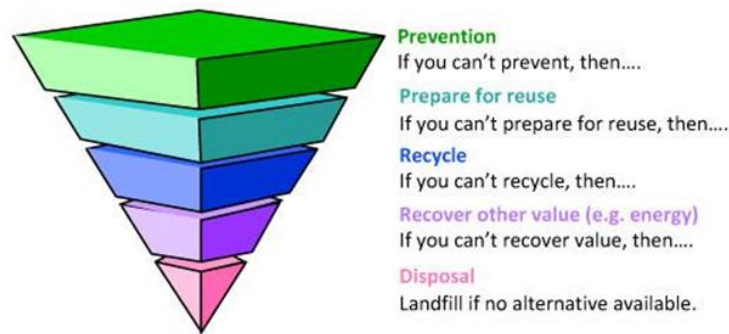 Prevention
If you can't prevent, then....
Prepare for reuse
If you can't prepare for reuse, then....
Recycle
If you can't recycle, then....
Recover other value (e.g. energy)
If you can't recover value, then....
Disposal
Landfill if no alternative available.